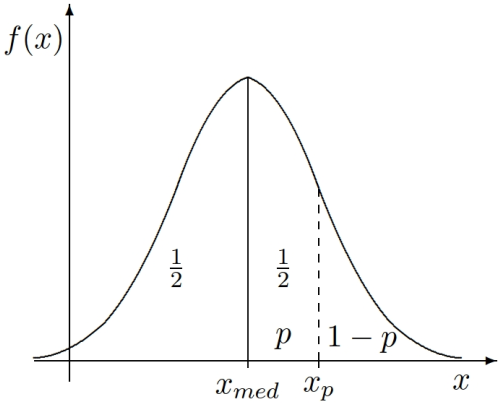 f(x)
1/2 1/2
p 1 − p
x_med x_p x